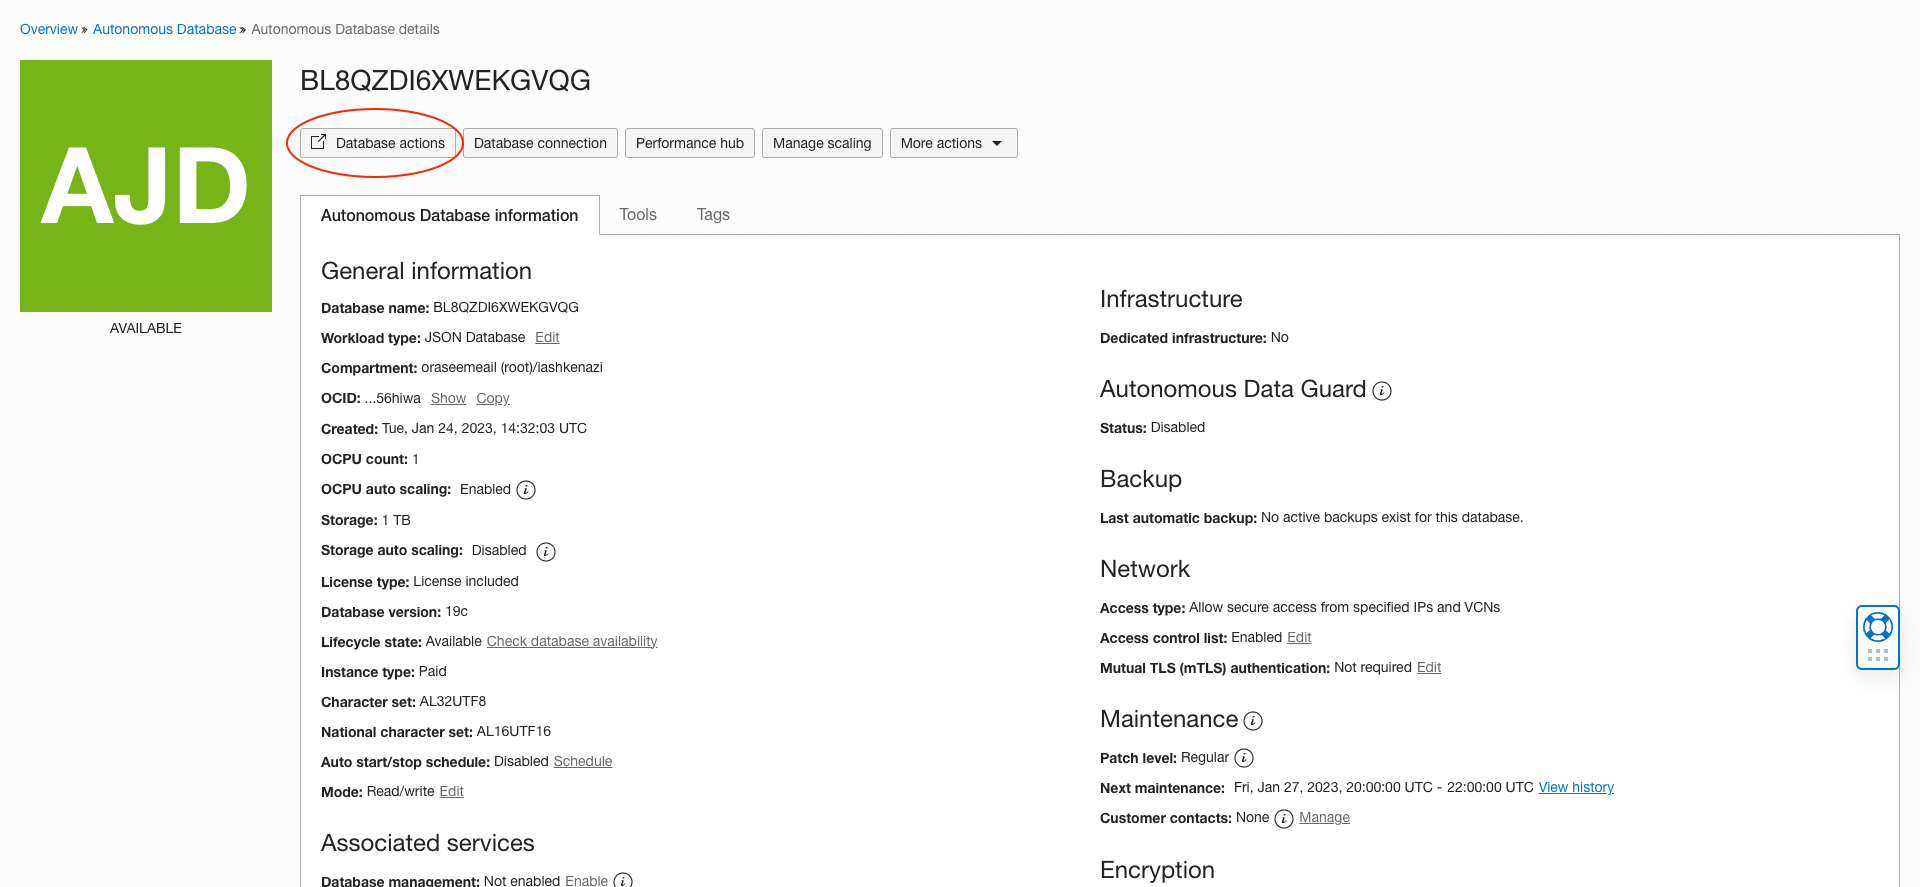 Overview » Autonomous Database » Autonomous Database details
AJD
AVAILABLE
BL8QZDI6XWEKGVQG
Database actions
Database connection
Performance hub
Manage scaling
More actions
Autonomous Database information
Tools
Tags
General information
Database name: BL8QZDI6XWEKGVQG
Workload type: JSON Database Edit
Compartment: oraseemeail (root)/iashkenazi
OCID: ...56hiwa Show Copy
Created: Tue, Jan 24, 2023, 14:32:03 UTC
OCPU count: 1
OCPU auto scaling: Enabled i
Storage: 1 TB
Storage auto scaling: Disabled i
License type: License included
Database version: 19c
Lifecycle state: Available Check database availability
Instance type: Paid
Character set: AL32UTF8
National character set: AL16UTF16
Auto start/stop schedule: Disabled Schedule
Mode: Read/write Edit
Associated services
Database management: Not enabled Enable i
Infrastructure
Dedicated infrastructure: No
Autonomous Data Guard i
Status: Disabled
Backup
Last automatic backup: No active backups exist for this database.
Network
Access type: Allow secure access from specified IPs and VCNs
Access control list: Enabled Edit
Mutual TLS (mTLS) authentication: Not required Edit
Maintenance i
Patch level: Regular i
Next maintenance: Fri, Jan 27, 2023, 20:00:00 UTC - 22:00:00 UTC View history
Customer contacts: None i Manage
Encryption